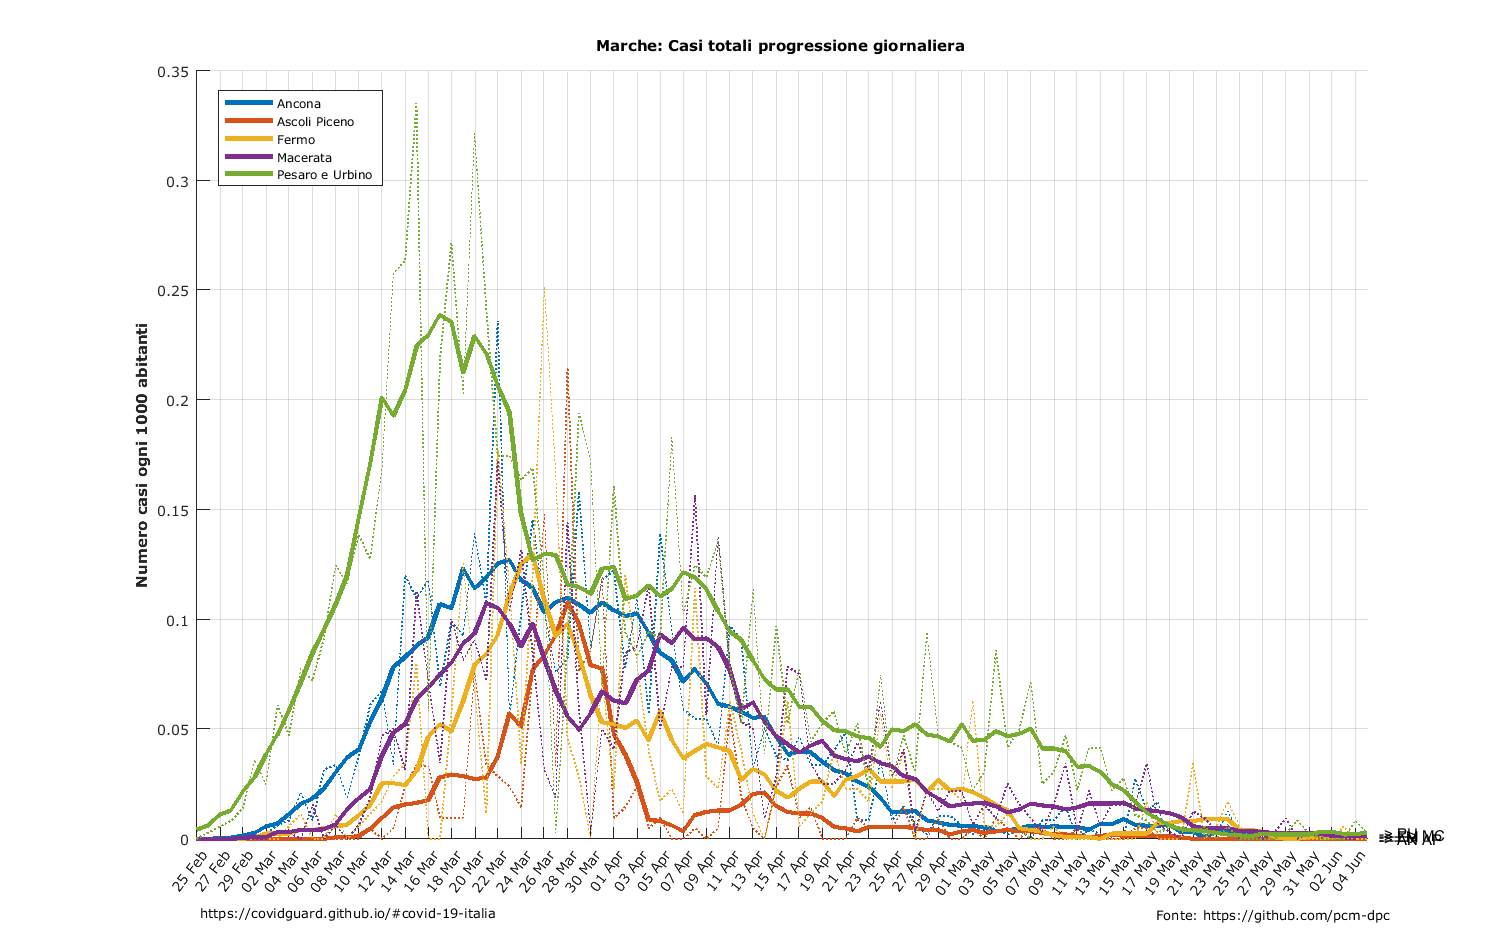 Marche: Casi totali progressione giornaliera
Numero casi ogni 1000 abitanti
0.35
0.3
0.25
0.2
0.15
0.1
0.05
0
Ancona
Ascoli Piceno
Fermo
Macerata
Pesaro e Urbino
25 Feb
27 Feb
29 Feb
02 Mar
04 Mar
06 Mar
08 Mar
10 Mar
12 Mar
14 Mar
16 Mar
18 Mar
20 Mar
22 Mar
24 Mar
26 Mar
28 Mar
30 Mar
01 Apr
03 Apr
05 Apr
07 Apr
09 Apr
11 Apr
13 Apr
15 Apr
17 Apr
19 Apr
21 Apr
23 Apr
25 Apr
27 Apr
29 Apr
01 May
03 May
05 May
07 May
09 May
11 May
13 May
15 May
17 May
19 May
21 May
23 May
25 May
27 May
29 May
31 May
02 Jun
04 Jun
https://covidguard.github.io/#covid-19-italia
Fonte: https://github.com/pcm-dpc